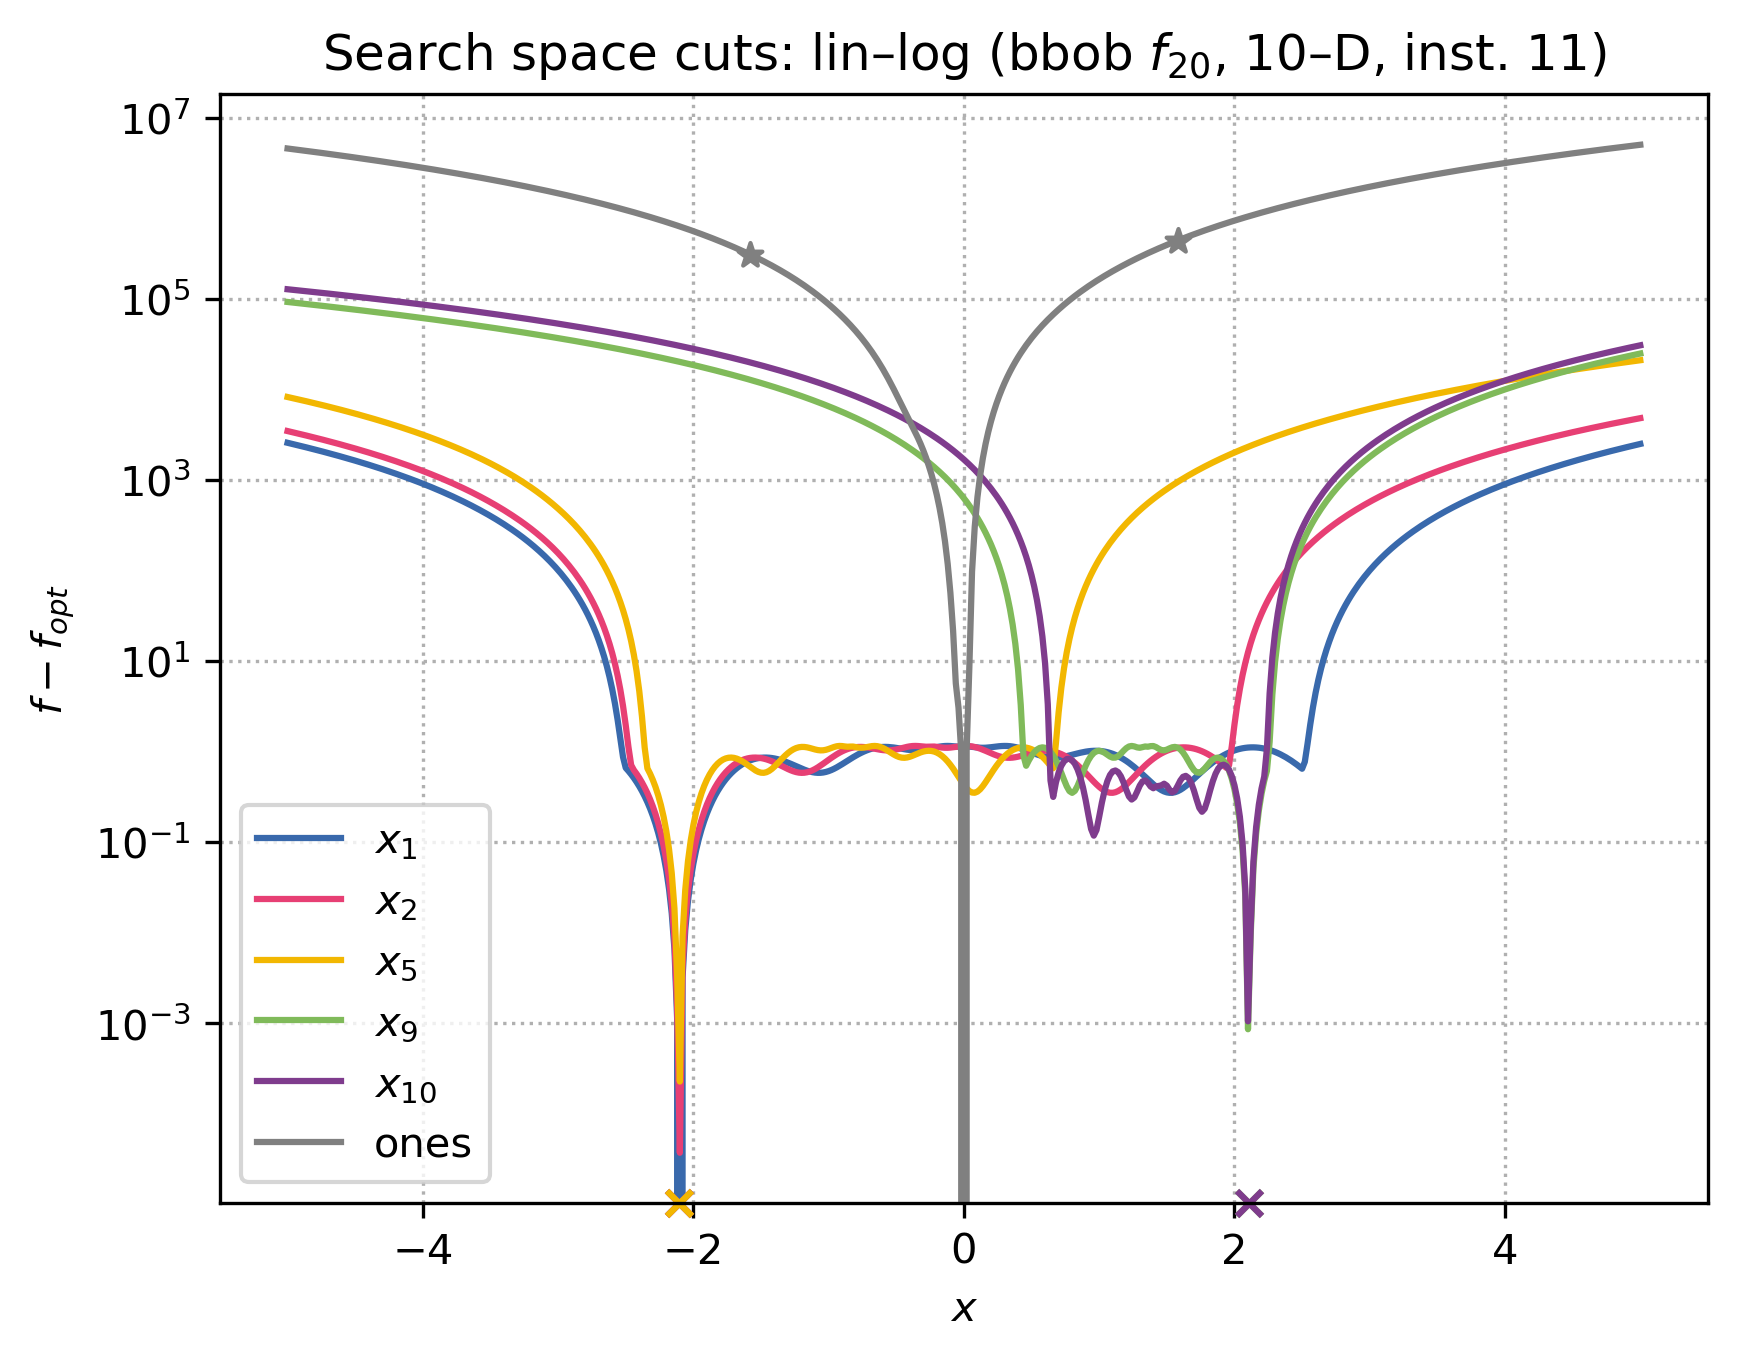 Search space cuts: lin–log (bbob f20, 10–D, inst. 11)
10^7
10^5
10^3
10^1
10^−1
10^−3
f − f_opt
x1
x2
x5
x9
x10
ones
−4
−2
0
2
4
x